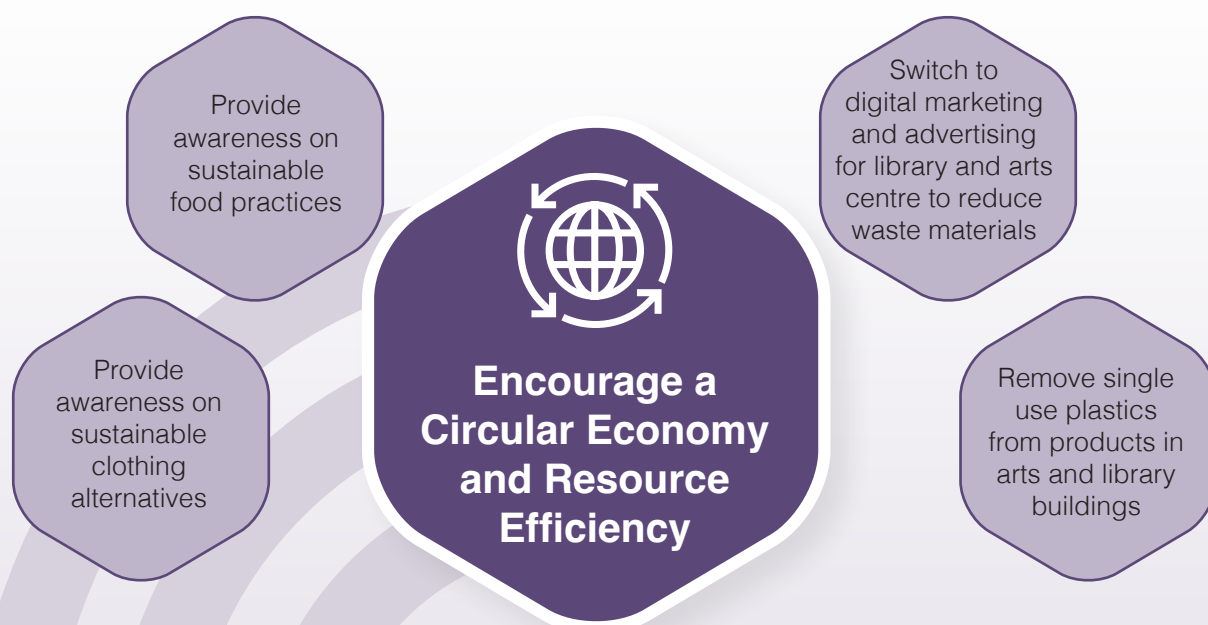 Provide
awareness on
sustainable
food practices
Switch to
digital marketing
and advertising
for library and arts
centre to reduce
waste materials
Encourage a
Circular Economy
and Resource
Efficiency
Provide
awareness on
sustainable
clothing
alternatives
Remove single
use plastics
from products in
arts and library
buildings